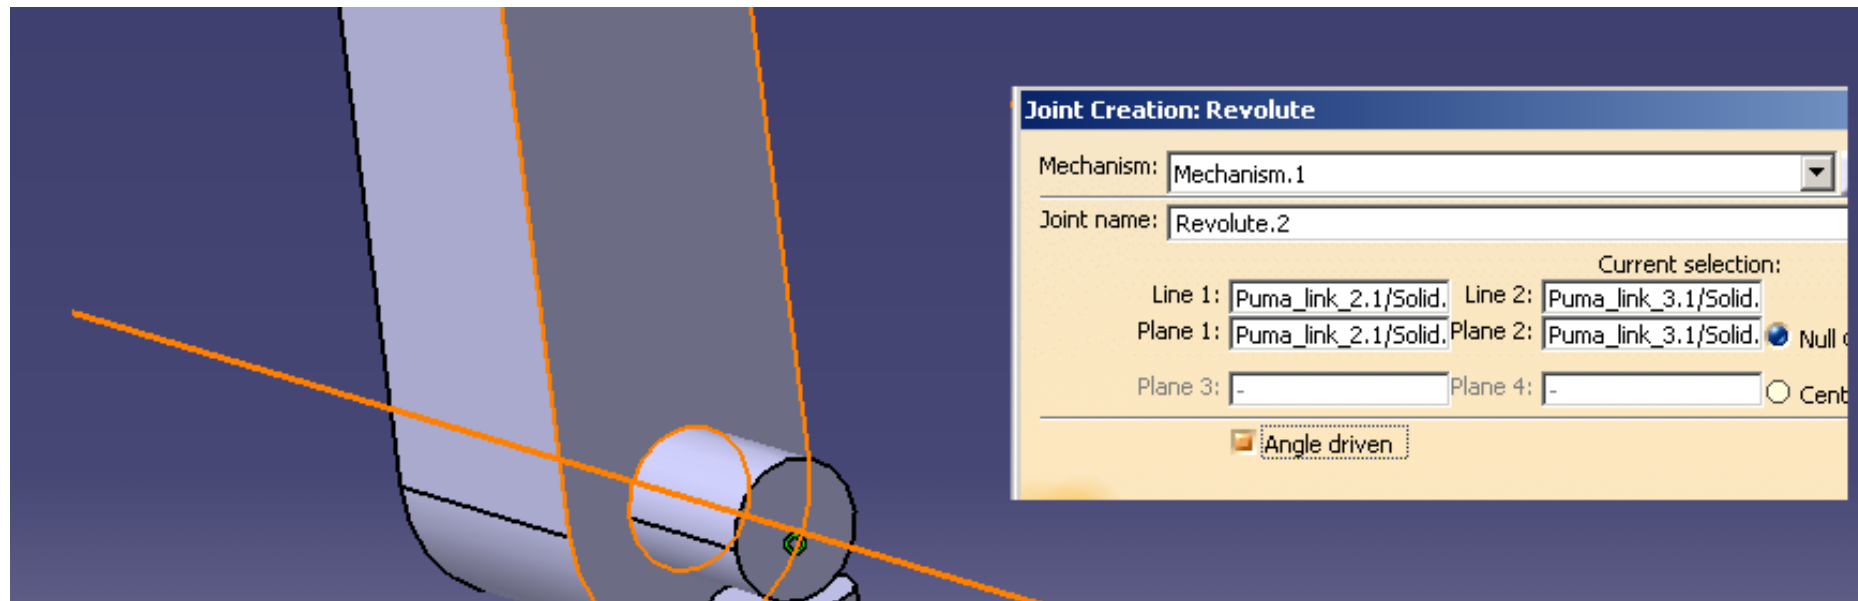 Joint Creation: Revolute
Mechanism: Mechanism.1
Joint name: Revolute.2
Current selection:
Line 1: Puma_link_2.1/Solid. Line 2: Puma_link_3.1/Solid.
Plane 1: Puma_link_2.1/Solid. Plane 2: Puma_link_3.1/Solid. Null
Plane 3: - Plane 4: - Cent
Angle driven